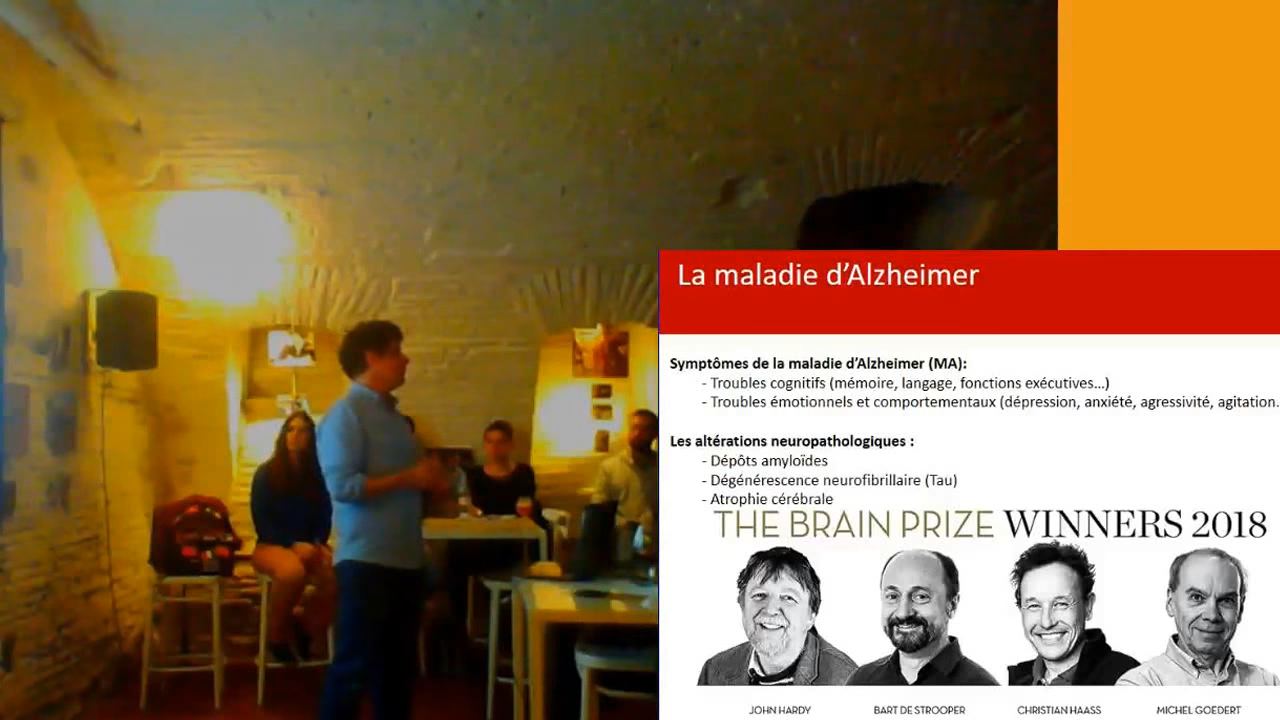 La maladie d'Alzheimer
Symptômes de la maladie d'Alzheimer (MA):
- Troubles cognitifs (mémoire, langage, fonctions exécutives...)
- Troubles émotionnels et comportementaux (dépression, anxiété, agressivité, agitation.
Les altérations neuropathologiques :
- Dépôts amyloïdes
- Dégénérescence neurofibrillaire (Tau)
- Atrophie cérébrale
THE BRAIN PRIZE WINNERS 2018
JOHN HARDY BART DE STROOPER CHRISTIAN HAASS MICHEL GOEDERT